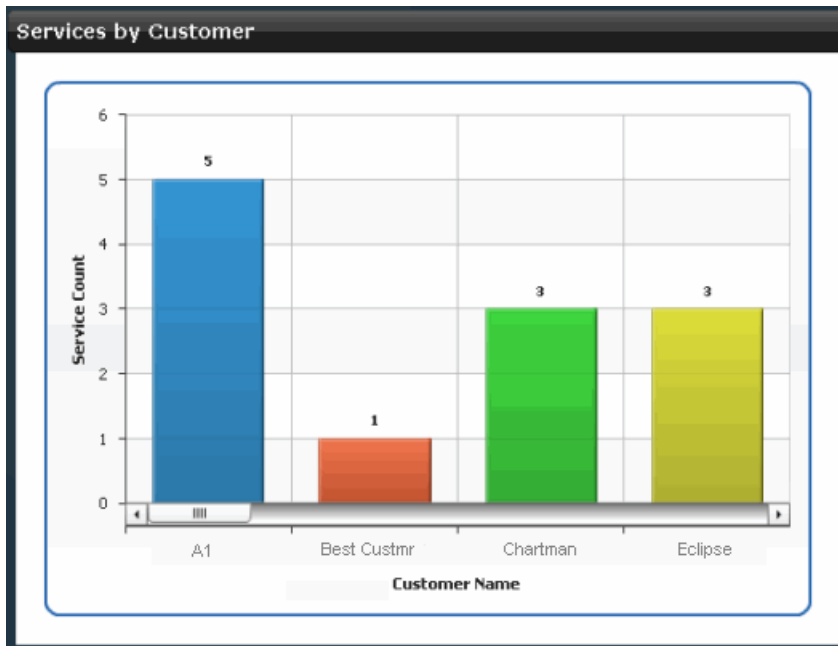 Services by Customer
6
5
5
4
3
3
3
2
1
1
0
Service Count
A1 Best Custmr Chartman Eclipse
Customer Name